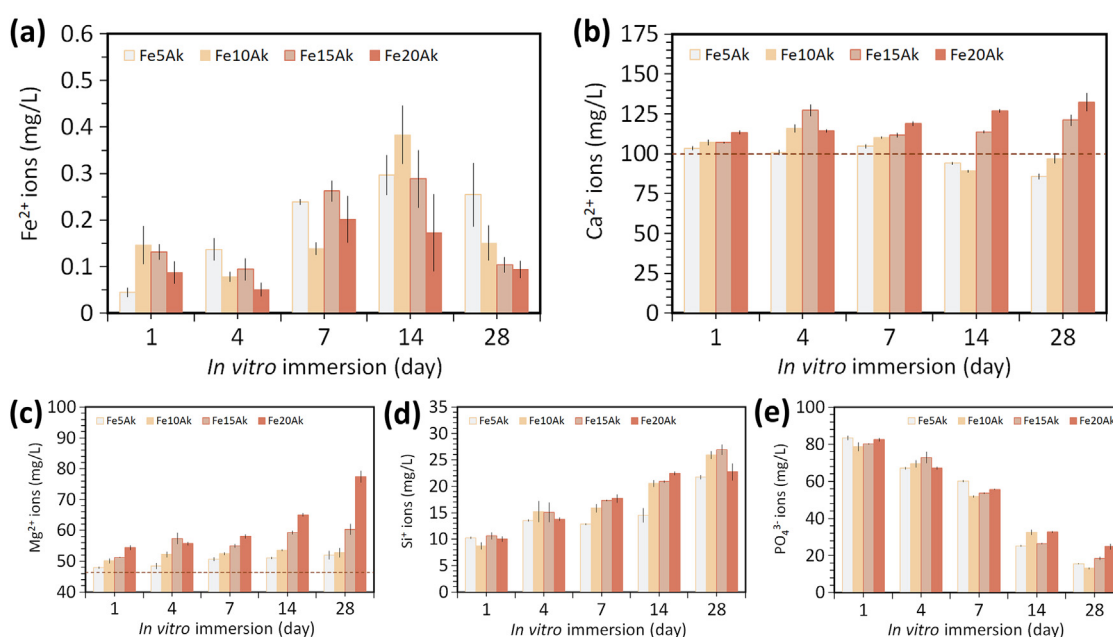 (a)
Fe5Ak Fe10Ak Fe15Ak Fe20Ak
Fe²⁺ ions (mg/L)
0.6
0.5
0.4
0.3
0.2
0.1
0
1 4 7 14 28
In vitro immersion (day)
(b)
Fe5Ak Fe10Ak Fe15Ak Fe20Ak
Ca²⁺ ions (mg/L)
175
150
125
100
75
50
25
0
1 4 7 14 28
In vitro immersion (day)
(c)
Fe5Ak Fe10Ak Fe15Ak Fe20Ak
Mg²⁺ ions (mg/L)
100
90
80
70
60
50
40
1 4 7 14 28
In vitro immersion (day)
(d)
Fe5Ak Fe10Ak Fe15Ak Fe20Ak
Si⁺ ions (mg/L)
35
30
25
20
15
10
5
0
1 4 7 14 28
In vitro immersion (day)
(e)
Fe5Ak Fe10Ak Fe15Ak Fe20Ak
PO₄³⁻ ions (mg/L)
100
80
60
40
20
0
1 4 7 14 28
In vitro immersion (day)